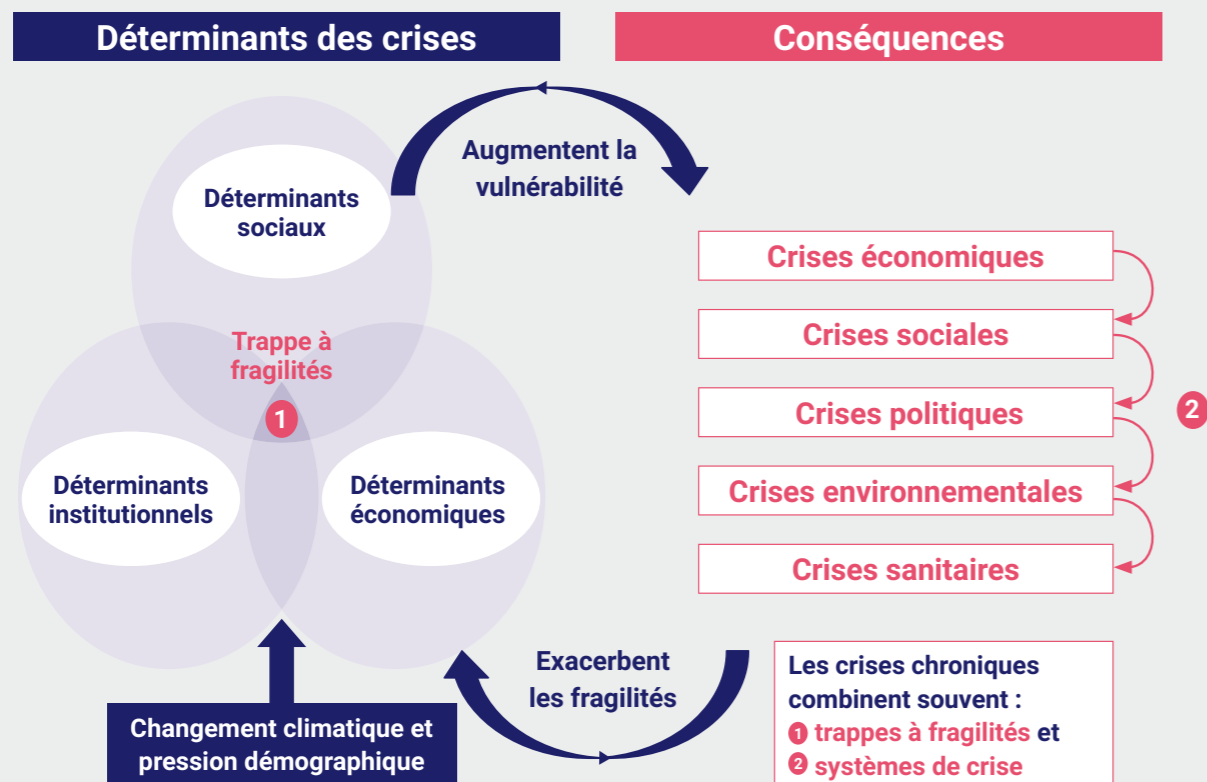 Déterminants des crises
Conséquences
Déterminants
sociaux
Augmentent la
vulnérabilité
Trappe à
fragilités
1
Déterminants
institutionnels
Déterminants
économiques
Changement climatique et
pression démographique
Crises économiques
Crises sociales
Crises politiques
2
Crises environnementales
Crises sanitaires
Exacerbent
les fragilités
Les crises chroniques
combinent souvent :
1 trappes à fragilités et
2 systèmes de crise